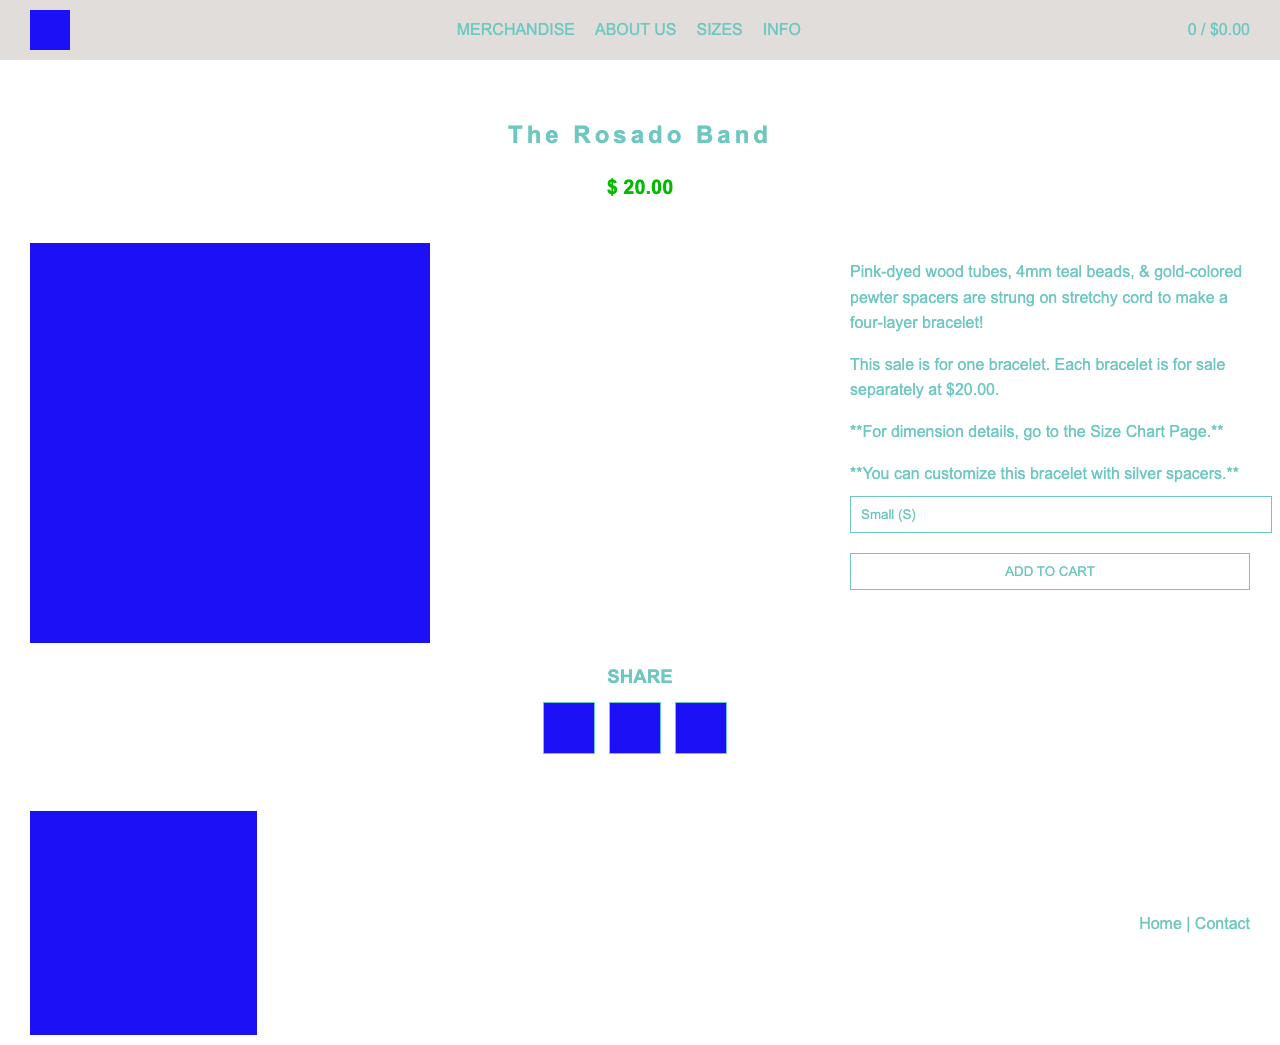 MERCHANDISE ABOUT US SIZES INFO 0 / $0.00
The Rosado Band
$ 20.00
Pink-dyed wood tubes, 4mm teal beads, & gold-colored
pewter spacers are strung on stretchy cord to make a
four-layer bracelet!
This sale is for one bracelet. Each bracelet is for sale
separately at $20.00.
**For dimension details, go to the Size Chart Page.**
**You can customize this bracelet with silver spacers.**
Small (S)
ADD TO CART
SHARE
Home | Contact